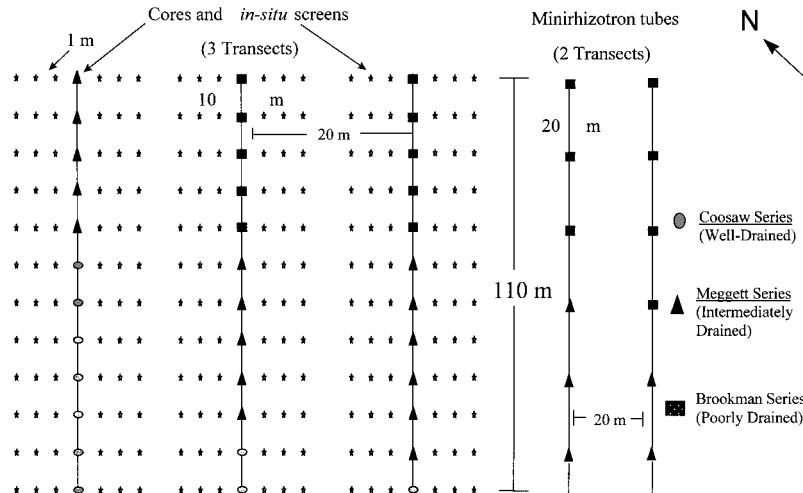 Cores and in-situ screens
1 m
(3 Transects)
10 m
20 m
110 m
Minirhizotron tubes
(2 Transects)
20 m
20 m
N
Coosaw Series
(Well-Drained)
Meggett Series
(Intermediately
Drained)
Brookman Series
(Poorly Drained)